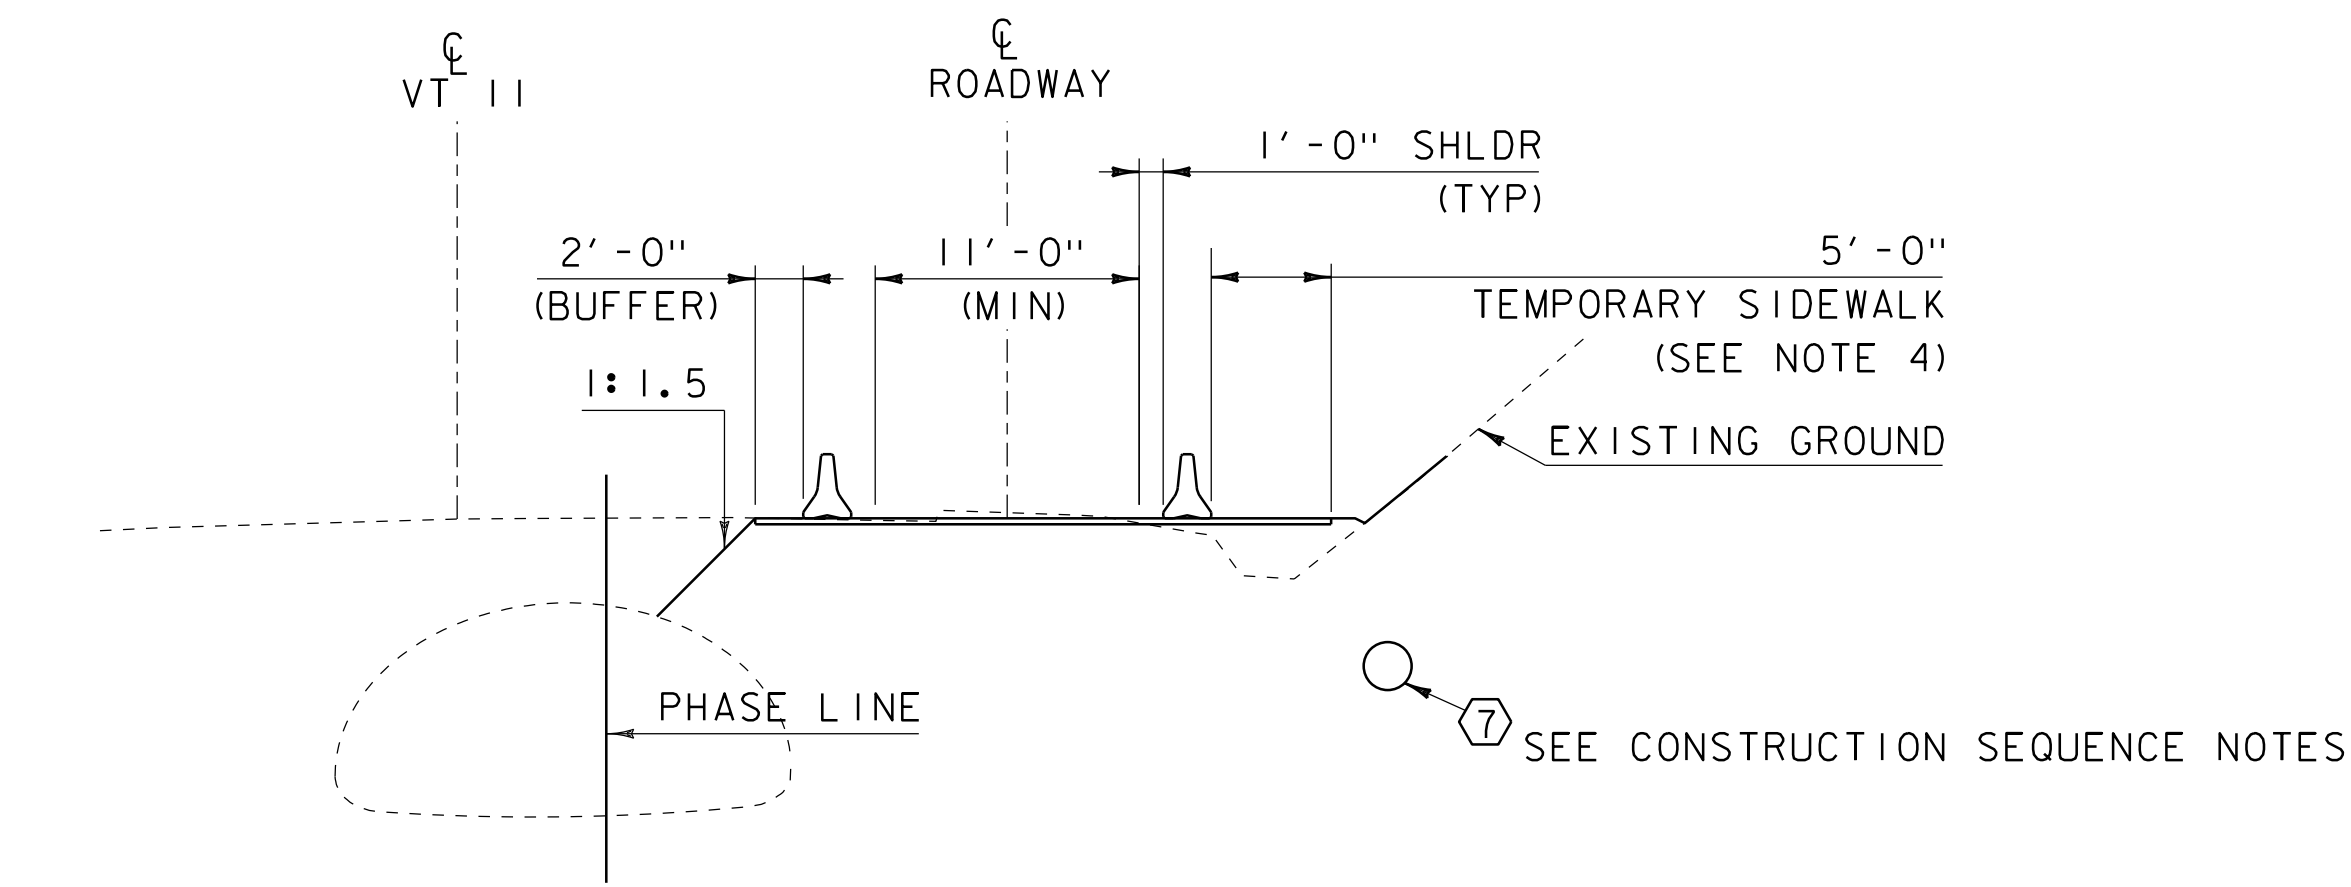 ℄
VT 11
℄
ROADWAY
1'-0" SHLDR
(TYP)
2'-0"
(BUFFER)
11'-0"
(MIN)
5'-0"
TEMPORARY SIDEWALK
(SEE NOTE 4)
1:1.5
EXISTING GROUND
PHASE LINE
7
SEE CONSTRUCTION SEQUENCE NOTES